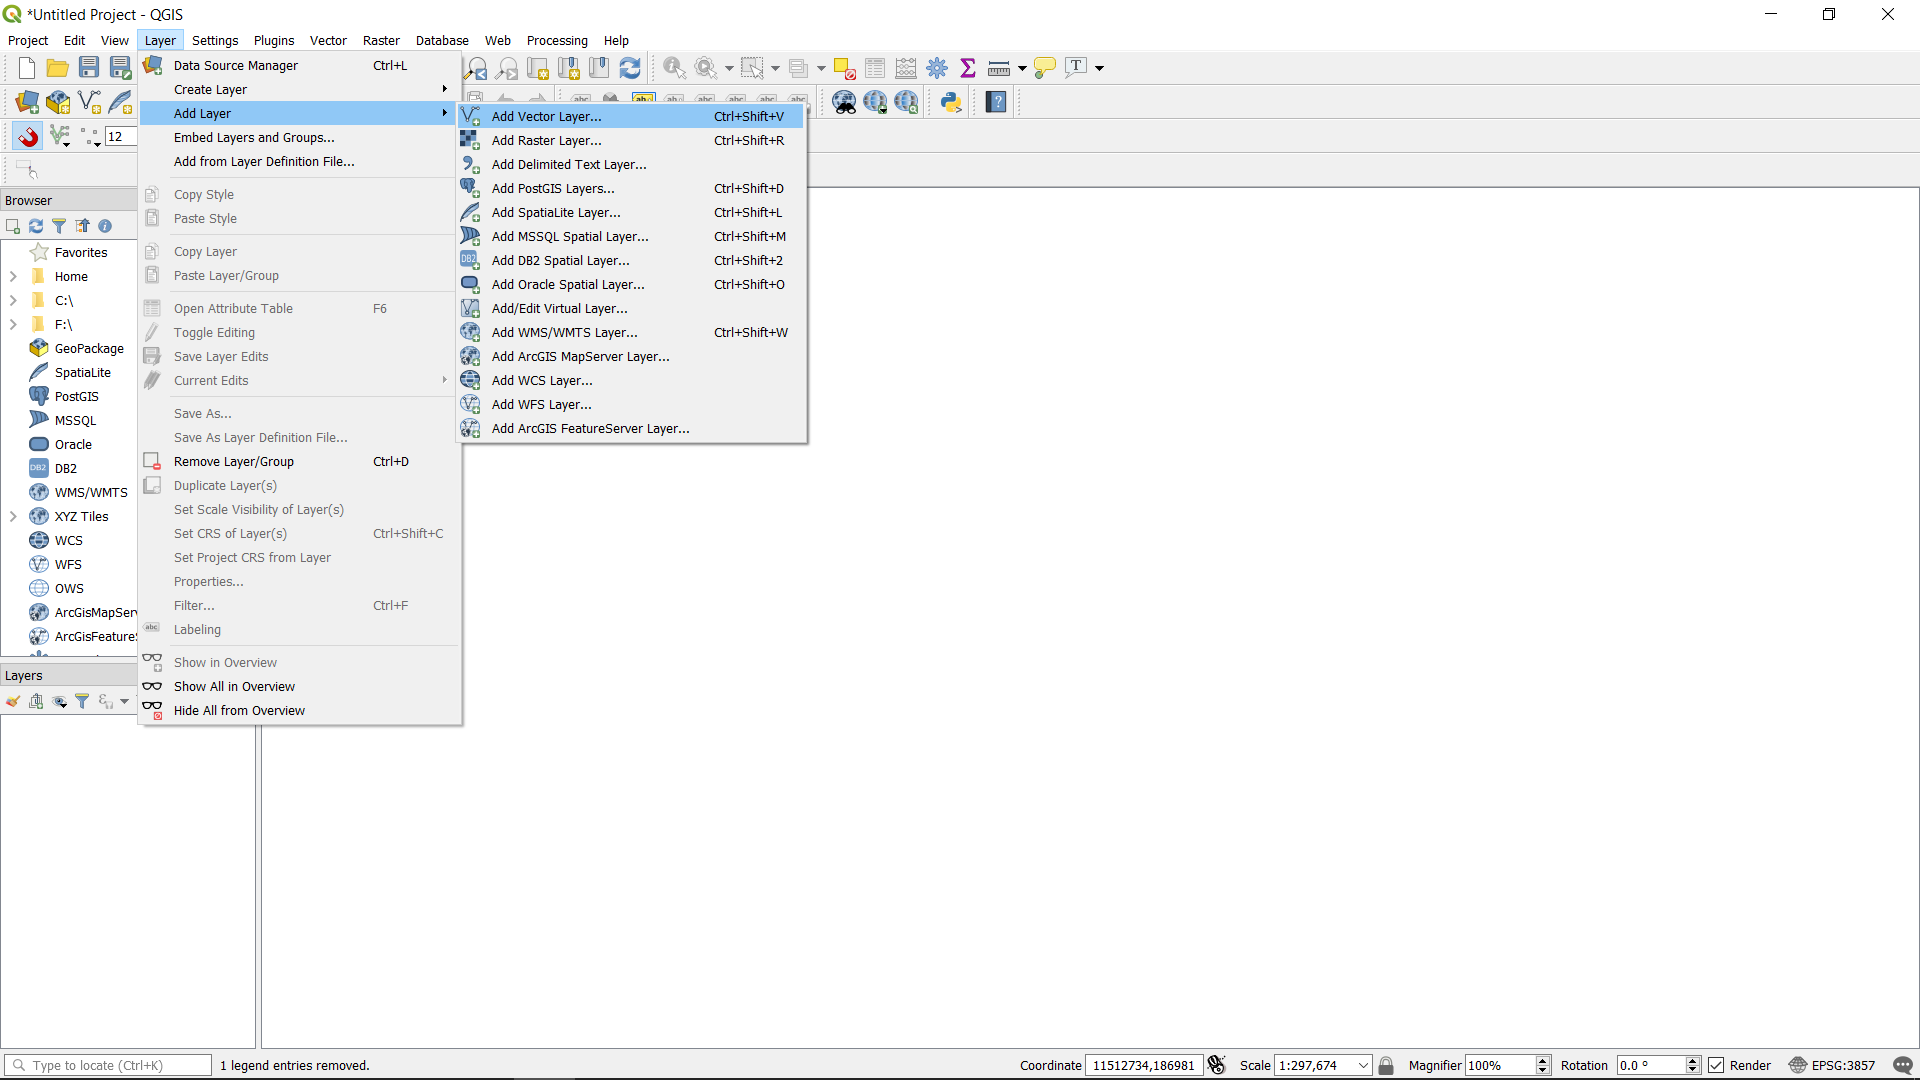 *Untitled Project - QGIS
Project Edit View Layer Settings Plugins Vector Raster Database Web Processing Help
Data Source Manager Ctrl+L
Create Layer
Add Layer
Embed Layers and Groups...
Add from Layer Definition File...
Copy Style
Paste Style
Copy Layer
Paste Layer/Group
Open Attribute Table F6
Toggle Editing
Save Layer Edits
Current Edits
Save As...
Save As Layer Definition File...
Remove Layer/Group Ctrl+D
Duplicate Layer(s)
Set Scale Visibility of Layer(s)
Set CRS of Layer(s) Ctrl+Shift+C
Set Project CRS from Layer
Properties...
Filter... Ctrl+F
Labeling
Show in Overview
Show All in Overview
Hide All from Overview
Add Vector Layer... Ctrl+Shift+V
Add Raster Layer... Ctrl+Shift+R
Add Delimited Text Layer...
Add PostGIS Layers... Ctrl+Shift+D
Add SpatiaLite Layer... Ctrl+Shift+L
Add MSSQL Spatial Layer... Ctrl+Shift+M
Add DB2 Spatial Layer... Ctrl+Shift+2
Add Oracle Spatial Layer... Ctrl+Shift+O
Add/Edit Virtual Layer...
Add WMS/WMTS Layer... Ctrl+Shift+W
Add ArcGIS MapServer Layer...
Add WCS Layer...
Add WFS Layer...
Add ArcGIS FeatureServer Layer...
12
Browser
Favorites
Home
C:\
F:\
GeoPackage
SpatiaLite
PostGIS
MSSQL
Oracle
DB2
WMS/WMTS
XYZ Tiles
WCS
WFS
OWS
ArcGisMapSer
ArcGisFeature
Layers
Type to locate (Ctrl+K) 1 legend entries removed. Coordinate 11512734,186981 Scale 1:297,674 Magnifier 100% Rotation 0.0 ° Render EPSG:3857